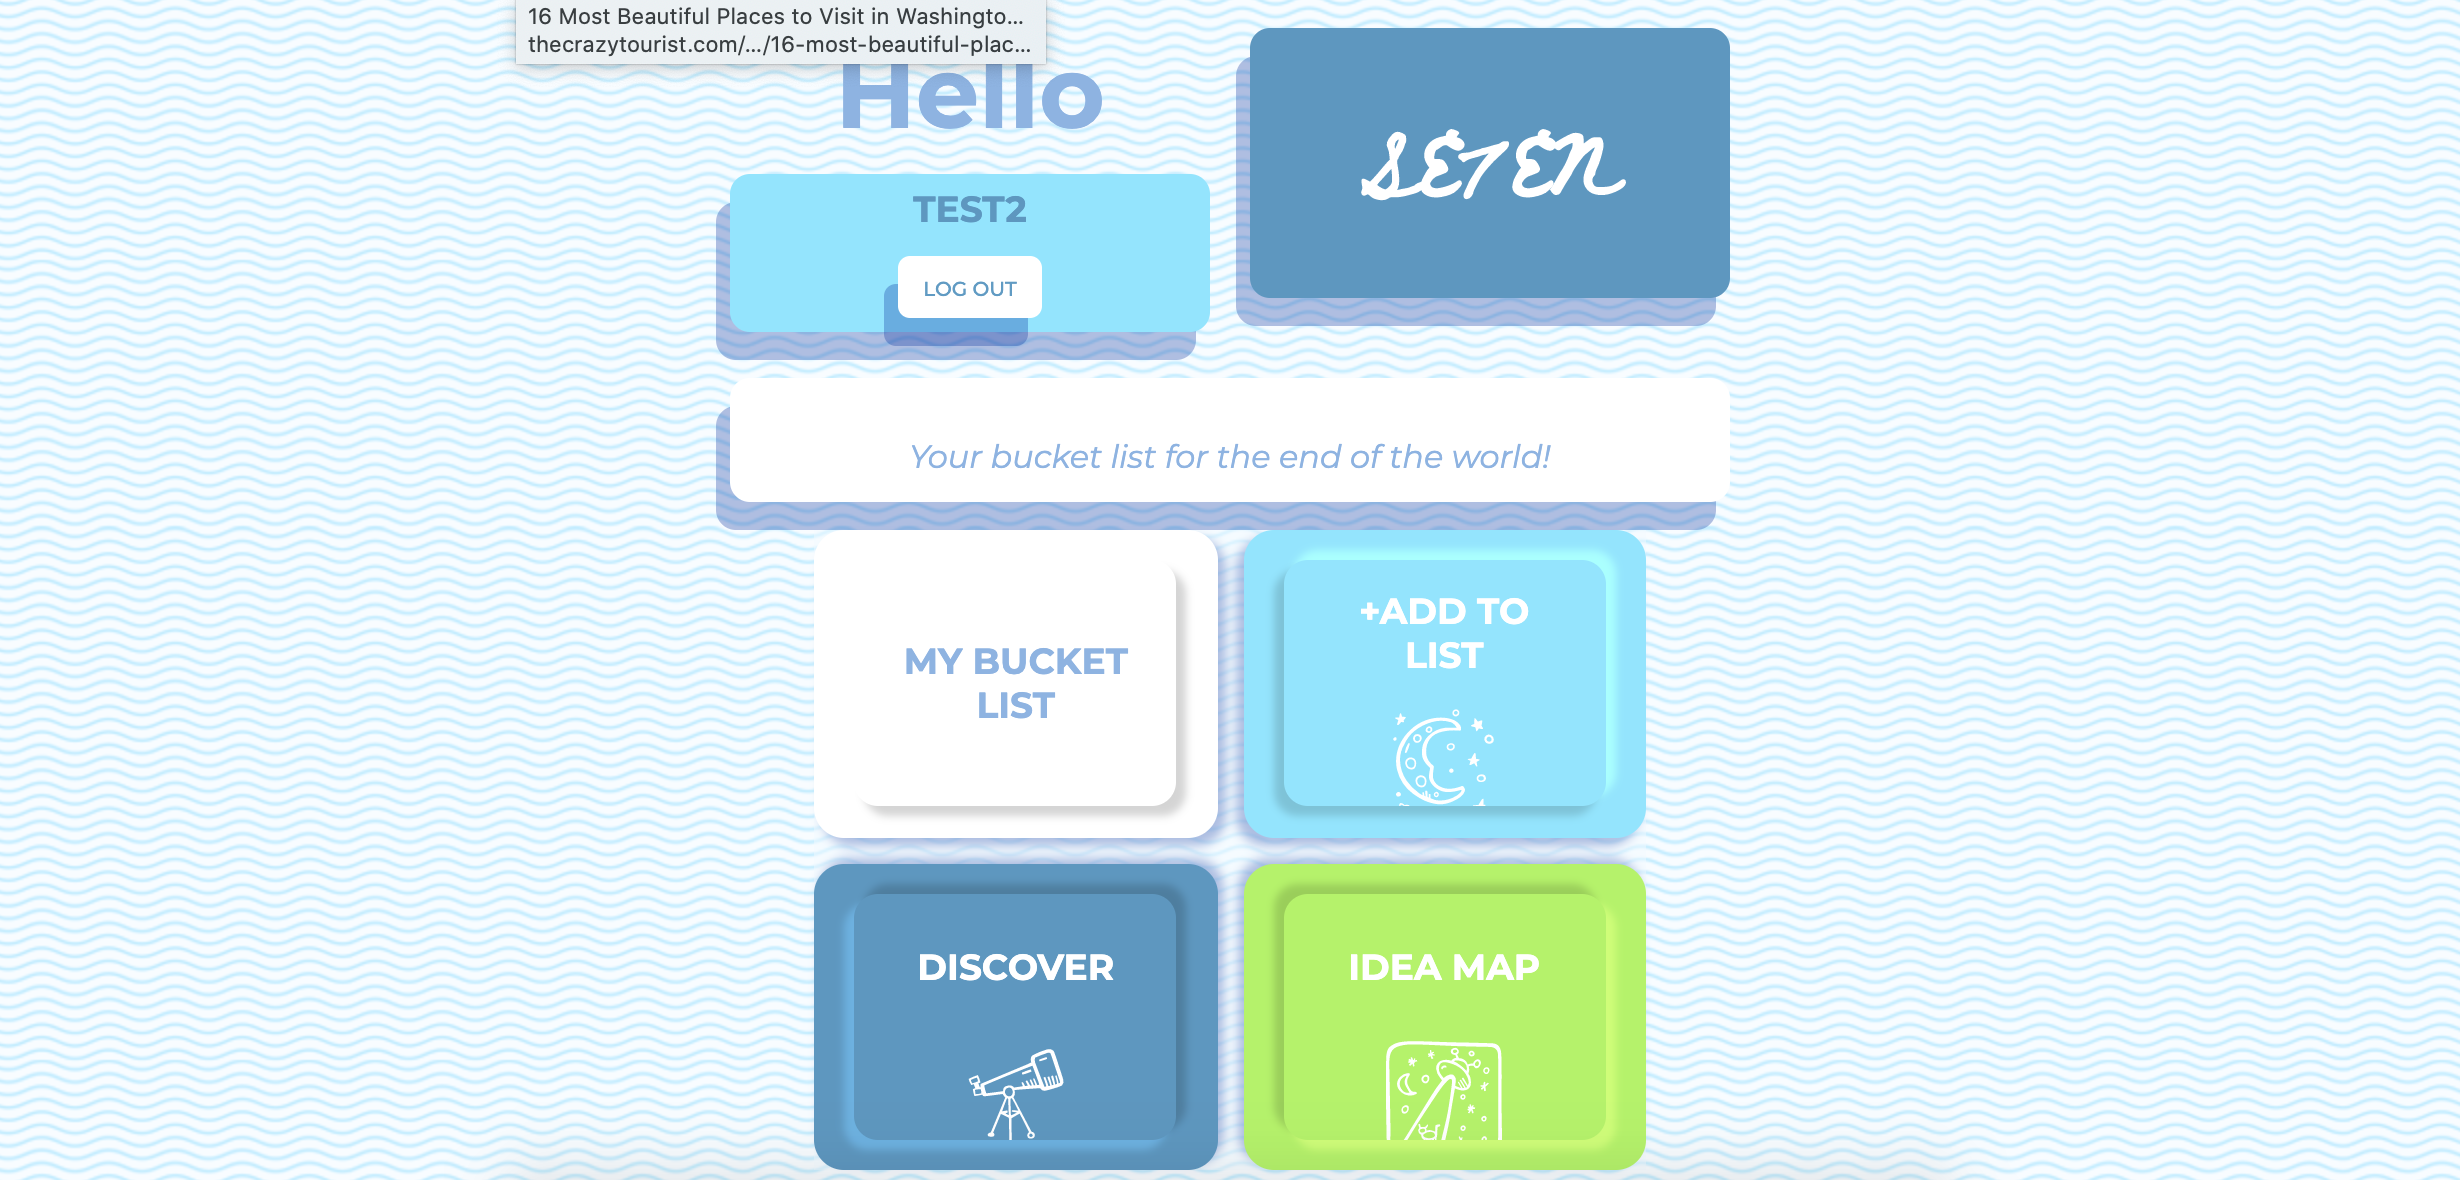 16 Most Beautiful Places to Visit in Washingto...
thecrazytourist.com/.../16-most-beautiful-plac...
Hello
SETEN
TEST2
LOG OUT
Your bucket list for the end of the world!
MY BUCKET
LIST
+ADD TO
LIST
DISCOVER
IDEA MAP